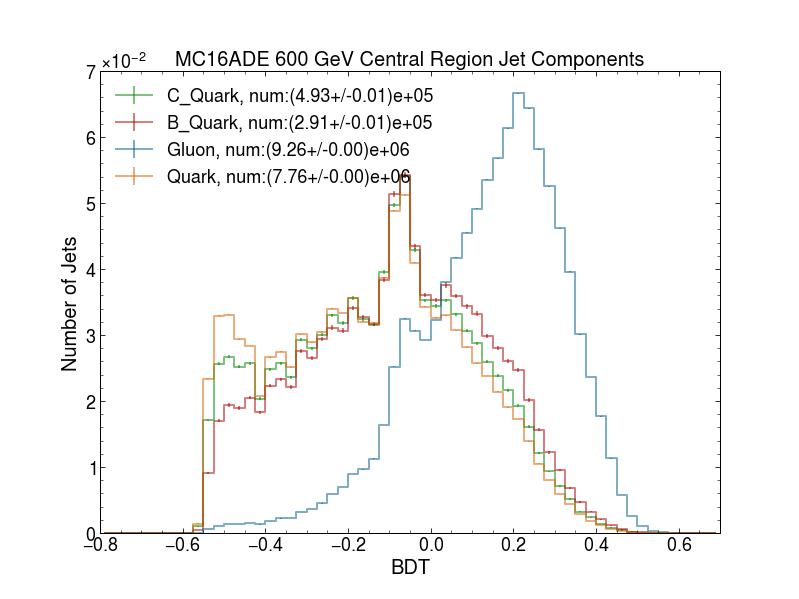 ×10⁻² MC16ADE 600 GeV Central Region Jet Components
C_Quark, num:(4.93+/-0.01)e+05
B_Quark, num:(2.91+/-0.01)e+05
Gluon, num:(9.26+/-0.00)e+06
Quark, num:(7.76+/-0.00)e+06
Number of Jets
7
6
5
4
3
2
1
0
−0.8 −0.6 −0.4 −0.2 0.0 0.2 0.4 0.6
BDT